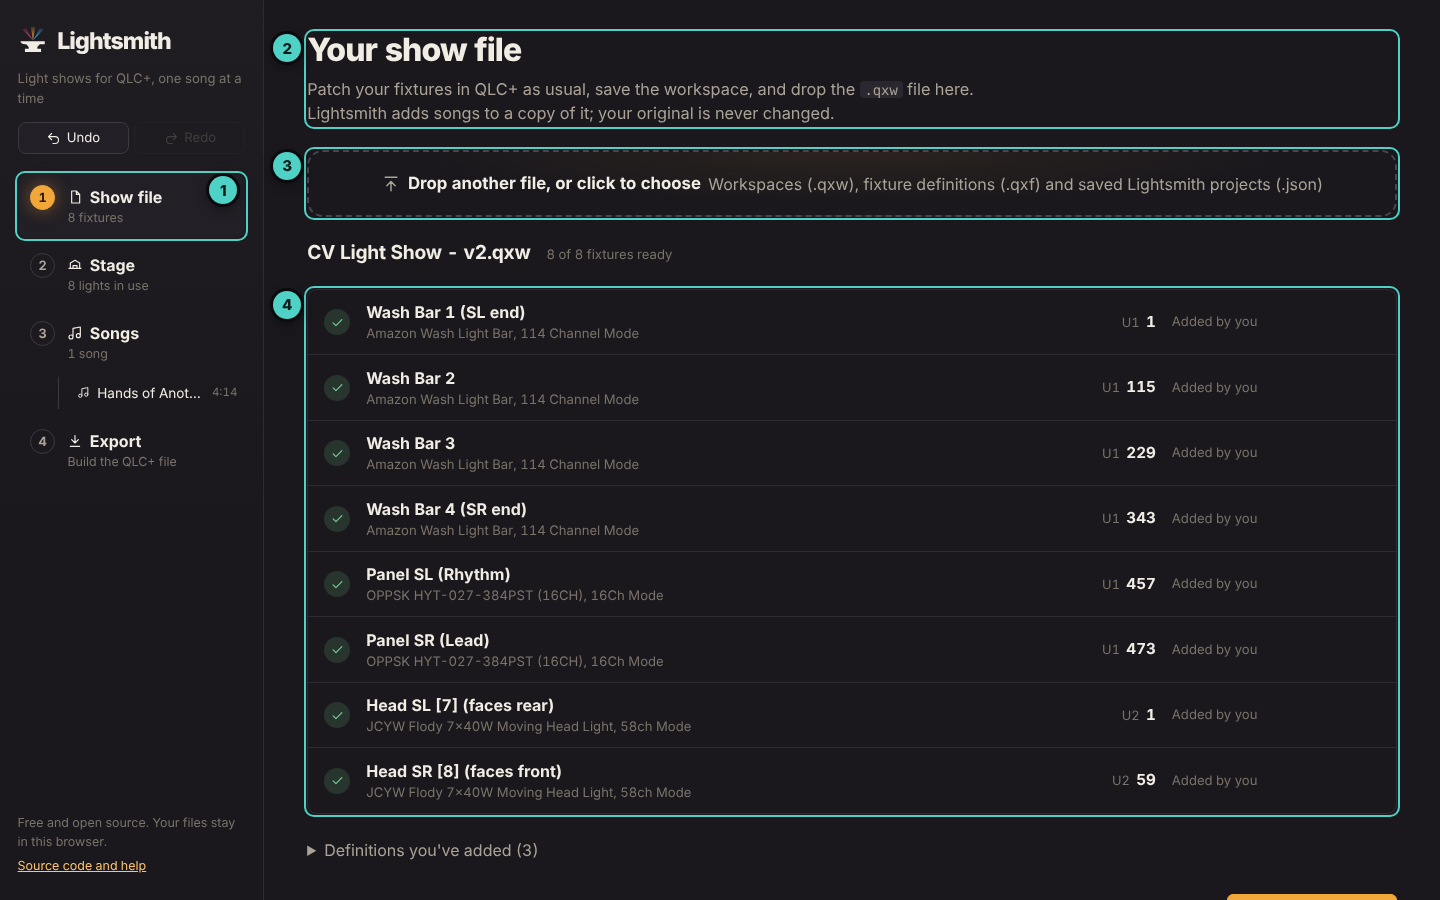 Lightsmith
Light shows for QLC+, one song at a
time
Undo
Redo
1
Show file
1
8 fixtures
2
Stage
8 lights in use
3
Songs
1 song
Hands of Anot...
4:14
4
Export
Build the QLC+ file
Free and open source. Your files stay
in this browser.
Source code and help
2
Your show file
Patch your fixtures in QLC+ as usual, save the workspace, and drop the .qxw file here.
Lightsmith adds songs to a copy of it; your original is never changed.
3
Drop another file, or click to choose Workspaces (.qxw), fixture definitions (.qxf) and saved Lightsmith projects (.json)
CV Light Show - v2.qxw 8 of 8 fixtures ready
4
Wash Bar 1 (SL end)
Amazon Wash Light Bar, 114 Channel Mode
U1 1 Added by you
Wash Bar 2
Amazon Wash Light Bar, 114 Channel Mode
U1 115 Added by you
Wash Bar 3
Amazon Wash Light Bar, 114 Channel Mode
U1 229 Added by you
Wash Bar 4 (SR end)
Amazon Wash Light Bar, 114 Channel Mode
U1 343 Added by you
Panel SL (Rhythm)
OPPSK HYT-027-384PST (16CH), 16Ch Mode
U1 457 Added by you
Panel SR (Lead)
OPPSK HYT-027-384PST (16CH), 16Ch Mode
U1 473 Added by you
Head SL [7] (faces rear)
JCYW Flody 7×40W Moving Head Light, 58ch Mode
U2 1 Added by you
Head SR [8] (faces front)
JCYW Flody 7×40W Moving Head Light, 58ch Mode
U2 59 Added by you
Definitions you've added (3)